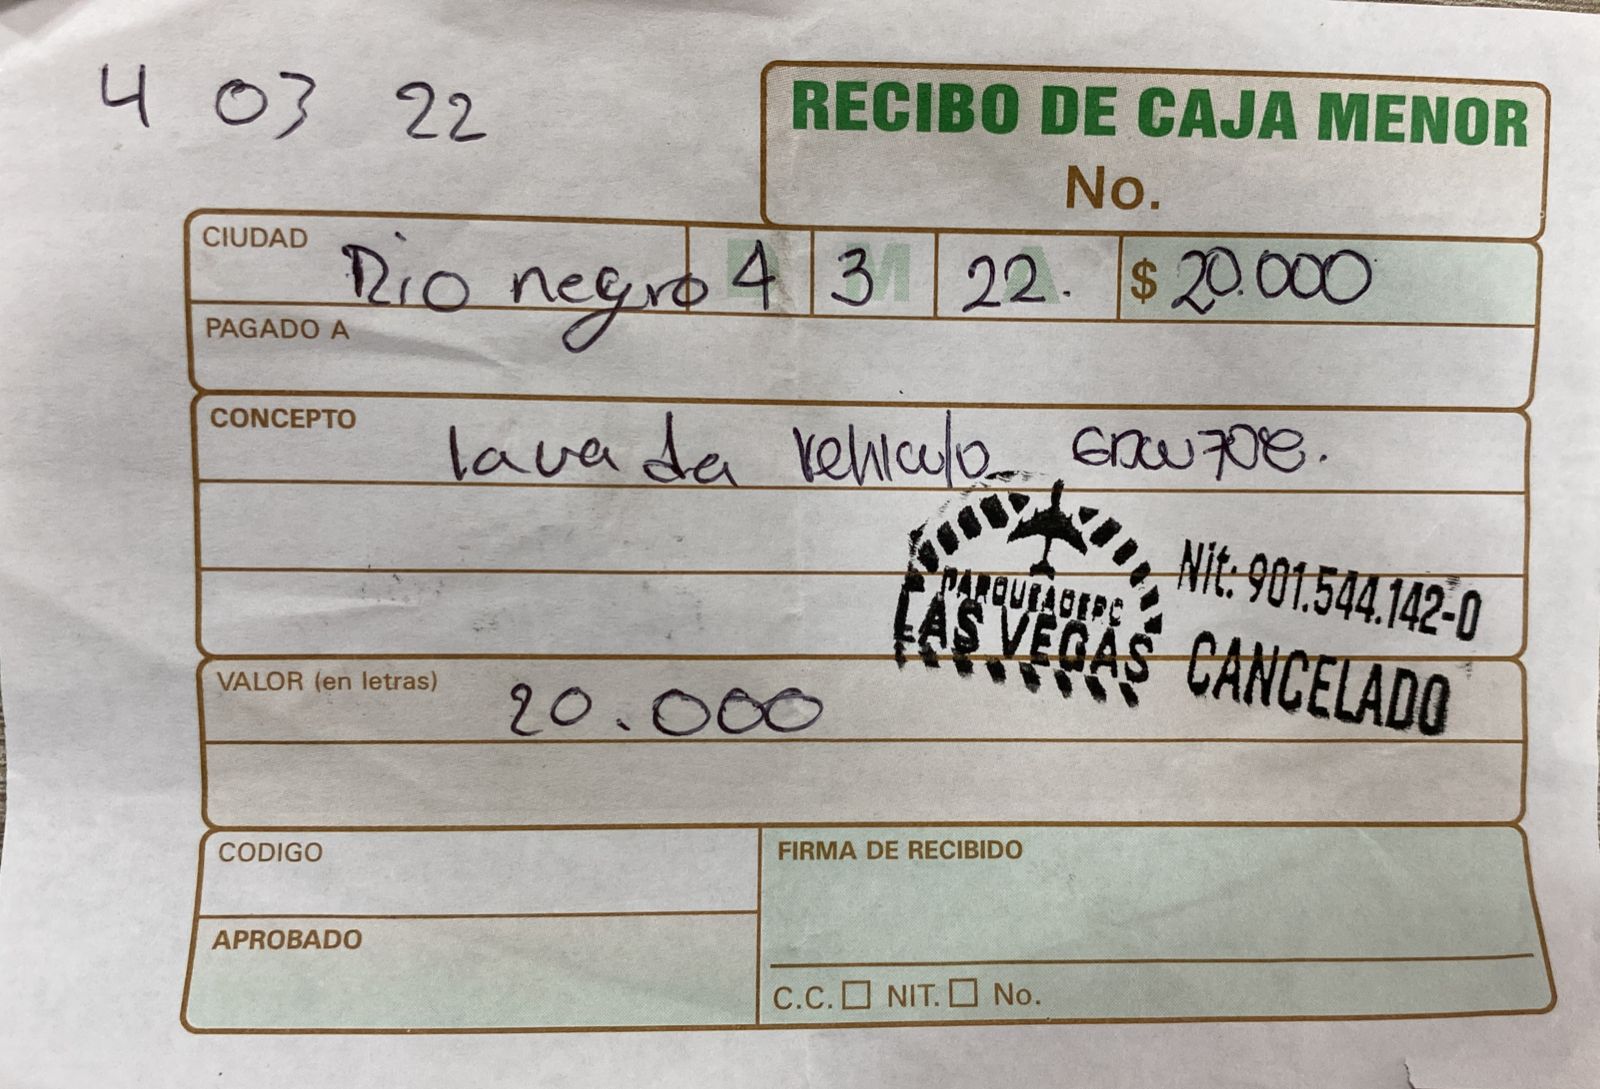 4 03 22
RECIBO DE CAJA MENOR
No.
CIUDAD Rio negro D 4 M 3 A 22. $ 20.000
PAGADO A
CONCEPTO lavada vehiculo
PARQUEADERO
LAS VEGAS
Nit: 901.544.142-0
CANCELADO
VALOR (en letras) 20.000
CODIGO
FIRMA DE RECIBIDO
APROBADO
C.C. NIT. No.